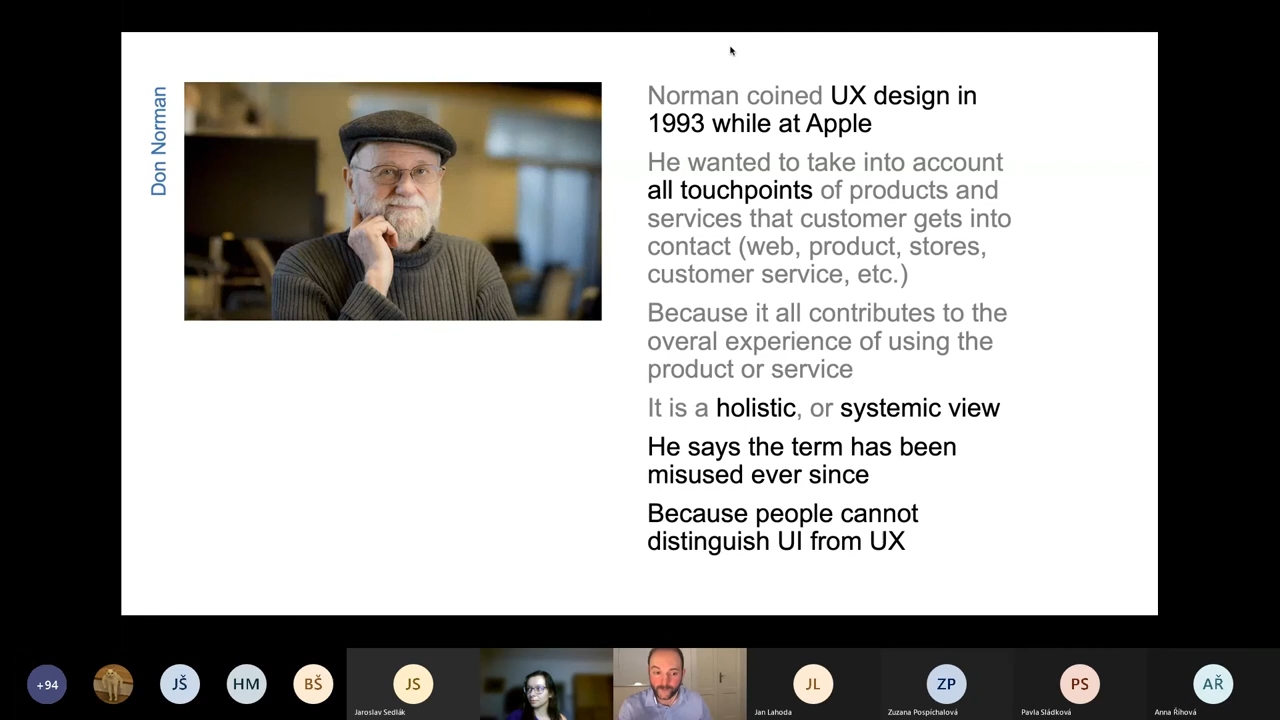 Don Norman
Norman coined UX design in
1993 while at Apple
He wanted to take into account
all touchpoints of products and
services that customer gets into
contact (web, product, stores,
customer service, etc.)
Because it all contributes to the
overal experience of using the
product or service
It is a holistic, or systemic view
He says the term has been
misused ever since
Because people cannot
distinguish UI from UX
+94
JŠ
HM
BŠ
JS
Jaroslav Sedlák
JL
Jan Lahoda
ZP
Zuzana Pospíchalová
PS
Pavla Sládková
AŘ
Anna Říhová